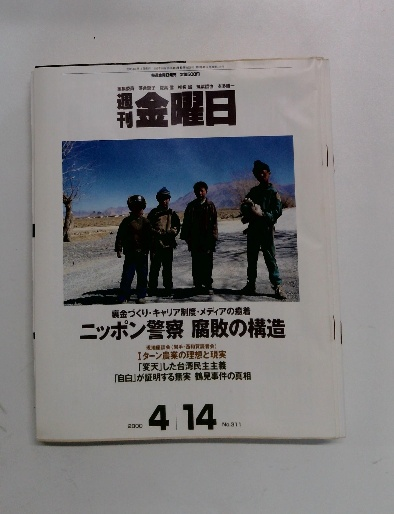 週刊金曜日
裏金づくり・キャリア制度・メディアの癒着
ニッポン警察 腐敗の構造
Iターン農業の理想と現実
「変天」した台湾民主主義
「自白」が証明する無実 鶴見事件の真相
2000 4 14 No.311